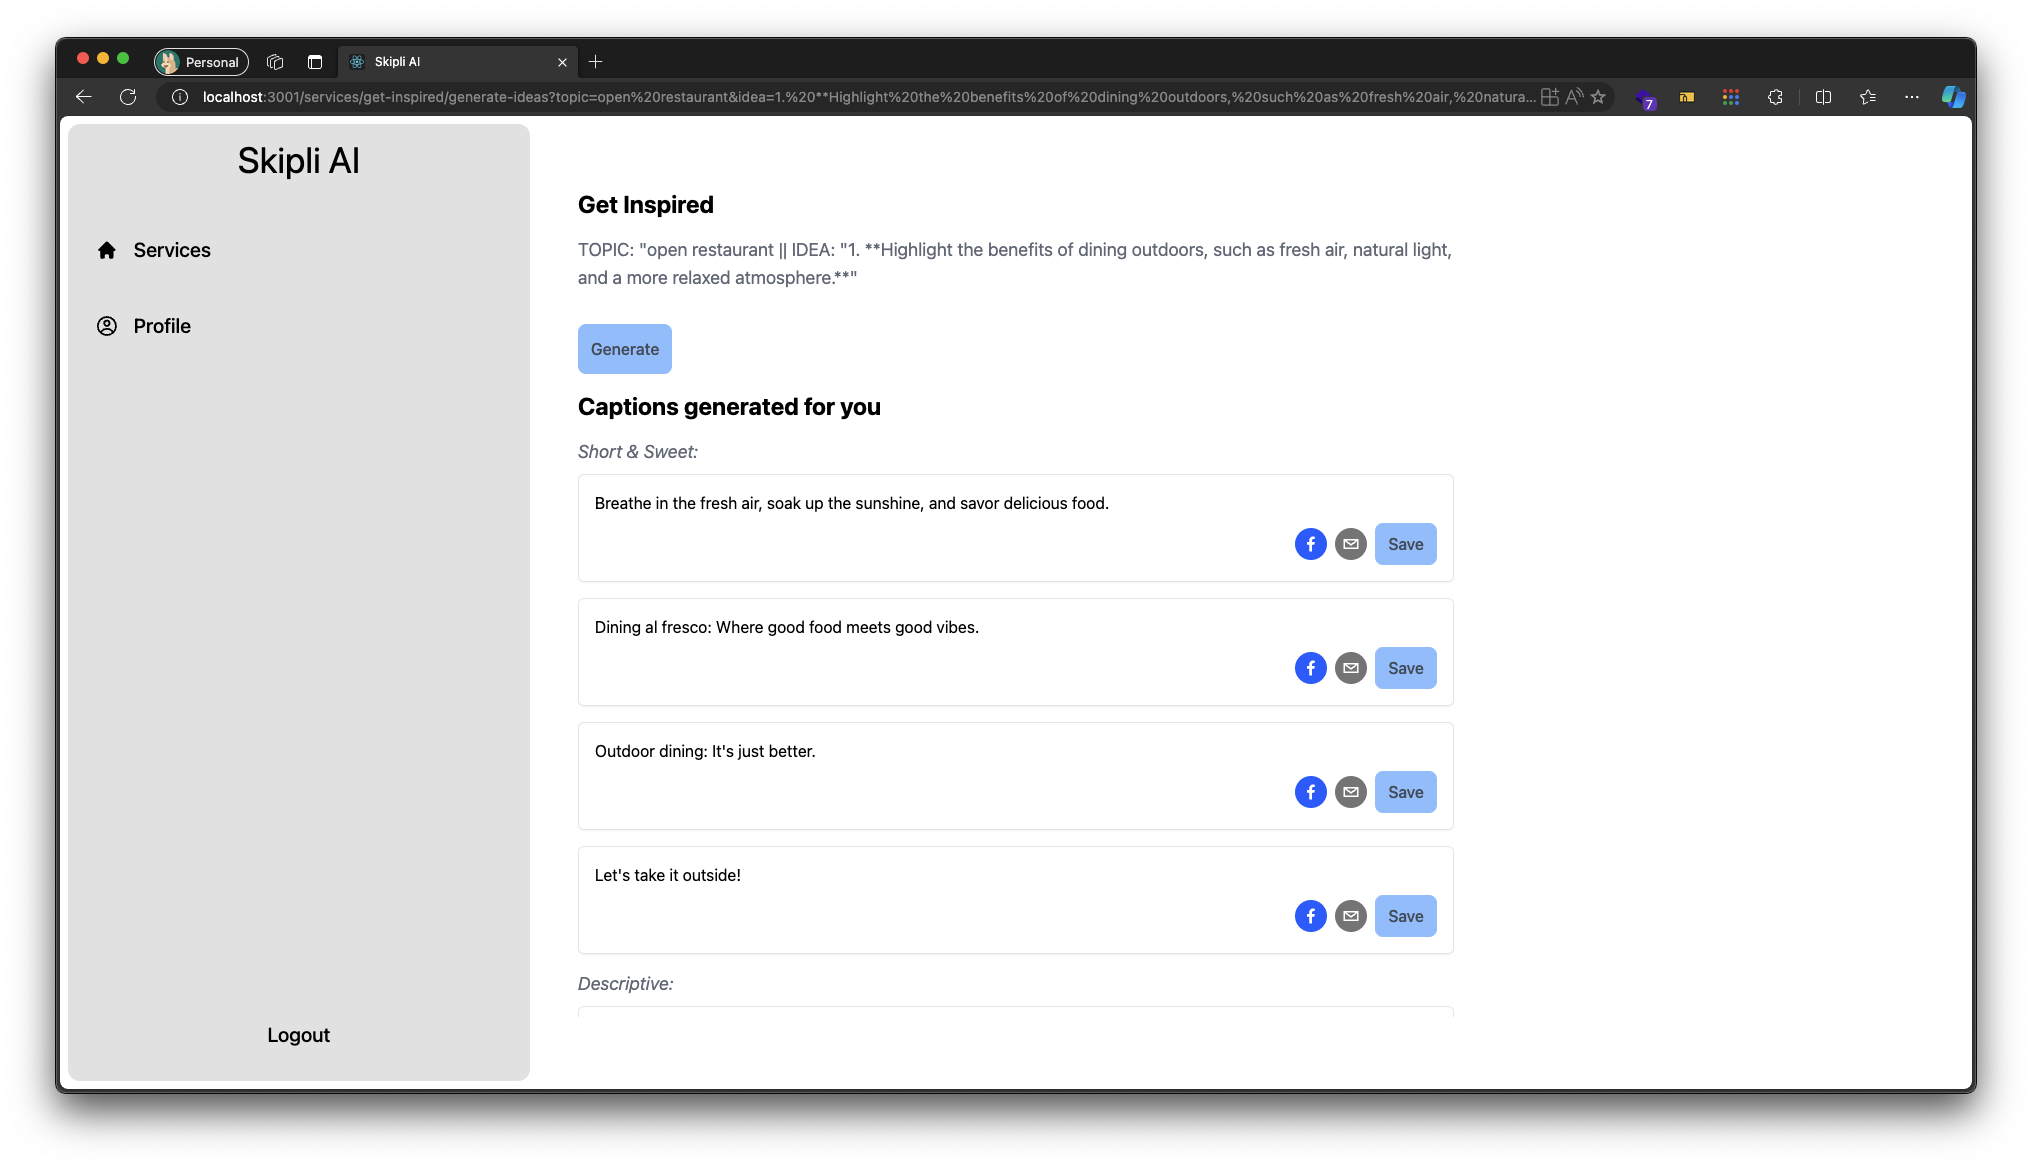 Personal
Skipli AI
localhost:3001/services/get-inspired/generate-ideas?topic=open%20restaurant&idea=1.%20**Highlight%20the%20benefits%20of%20dining%20outdoors,%20such%20as%20fresh%20air,%20natura...
7
Skipli AI
Services
Profile
Logout
Get Inspired
TOPIC: "open restaurant || IDEA: "1. **Highlight the benefits of dining outdoors, such as fresh air, natural light,
and a more relaxed atmosphere.**"
Generate
Captions generated for you
Short & Sweet:
Breathe in the fresh air, soak up the sunshine, and savor delicious food.
Save
Dining al fresco: Where good food meets good vibes.
Save
Outdoor dining: It's just better.
Save
Let's take it outside!
Save
Descriptive: